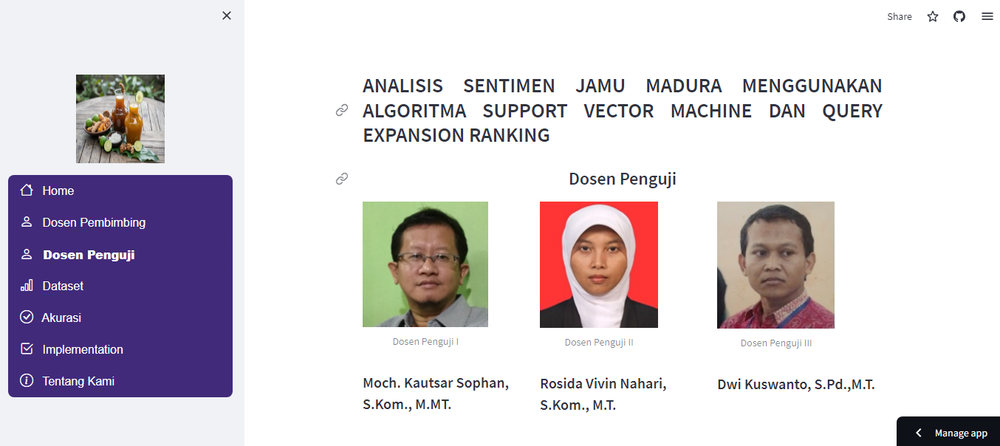 Share
Home
Dosen Pembimbing
Dosen Penguji
Dataset
Akurasi
Implementation
Tentang Kami
ANALISIS SENTIMEN JAMU MADURA MENGGUNAKAN
ALGORITMA SUPPORT VECTOR MACHINE DAN QUERY
EXPANSION RANKING
Dosen Penguji
Dosen Penguji I
Moch. Kautsar Sophan,
S.Kom., M.MT.
Dosen Penguji II
Rosida Vivin Nahari,
S.Kom., M.T.
Dosen Penguji III
Dwi Kuswanto, S.Pd.,M.T.
Manage app